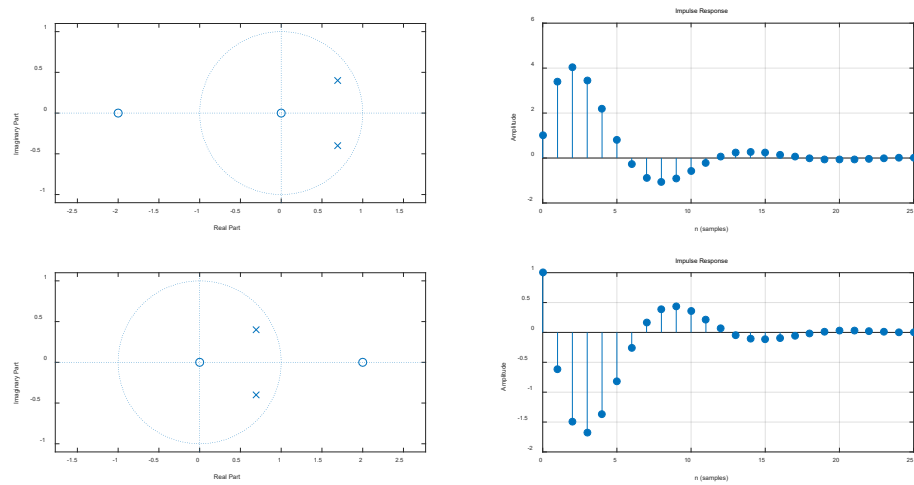 1
0.5
0
-0.5
-1
Imaginary Part
-2.5 -2 -1.5 -1 -0.5 0 0.5 1 1.5
Real Part
Impulse Response
6
4
2
0
-2
Amplitude
0 5 10 15 20 25
n (samples)
1
0.5
0
-0.5
-1
Imaginary Part
-1.5 -1 -0.5 0 0.5 1 1.5 2 2.5
Real Part
Impulse Response
1
0.5
0
-0.5
-1
-1.5
-2
Amplitude
0 5 10 15 20 25
n (samples)